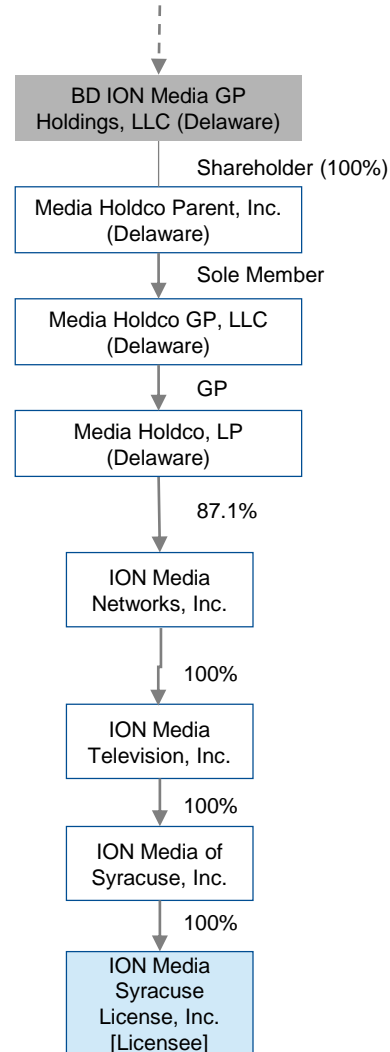 BD ION Media GP
Holdings, LLC (Delaware)
Shareholder (100%)
Media Holdco Parent, Inc.
(Delaware)
Sole Member
Media Holdco GP, LLC
(Delaware)
GP
Media Holdco, LP
(Delaware)
87.1%
ION Media
Networks, Inc.
100%
ION Media
Television, Inc.
100%
ION Media of
Syracuse, Inc.
100%
ION Media
Syracuse
License, Inc.
[Licensee]